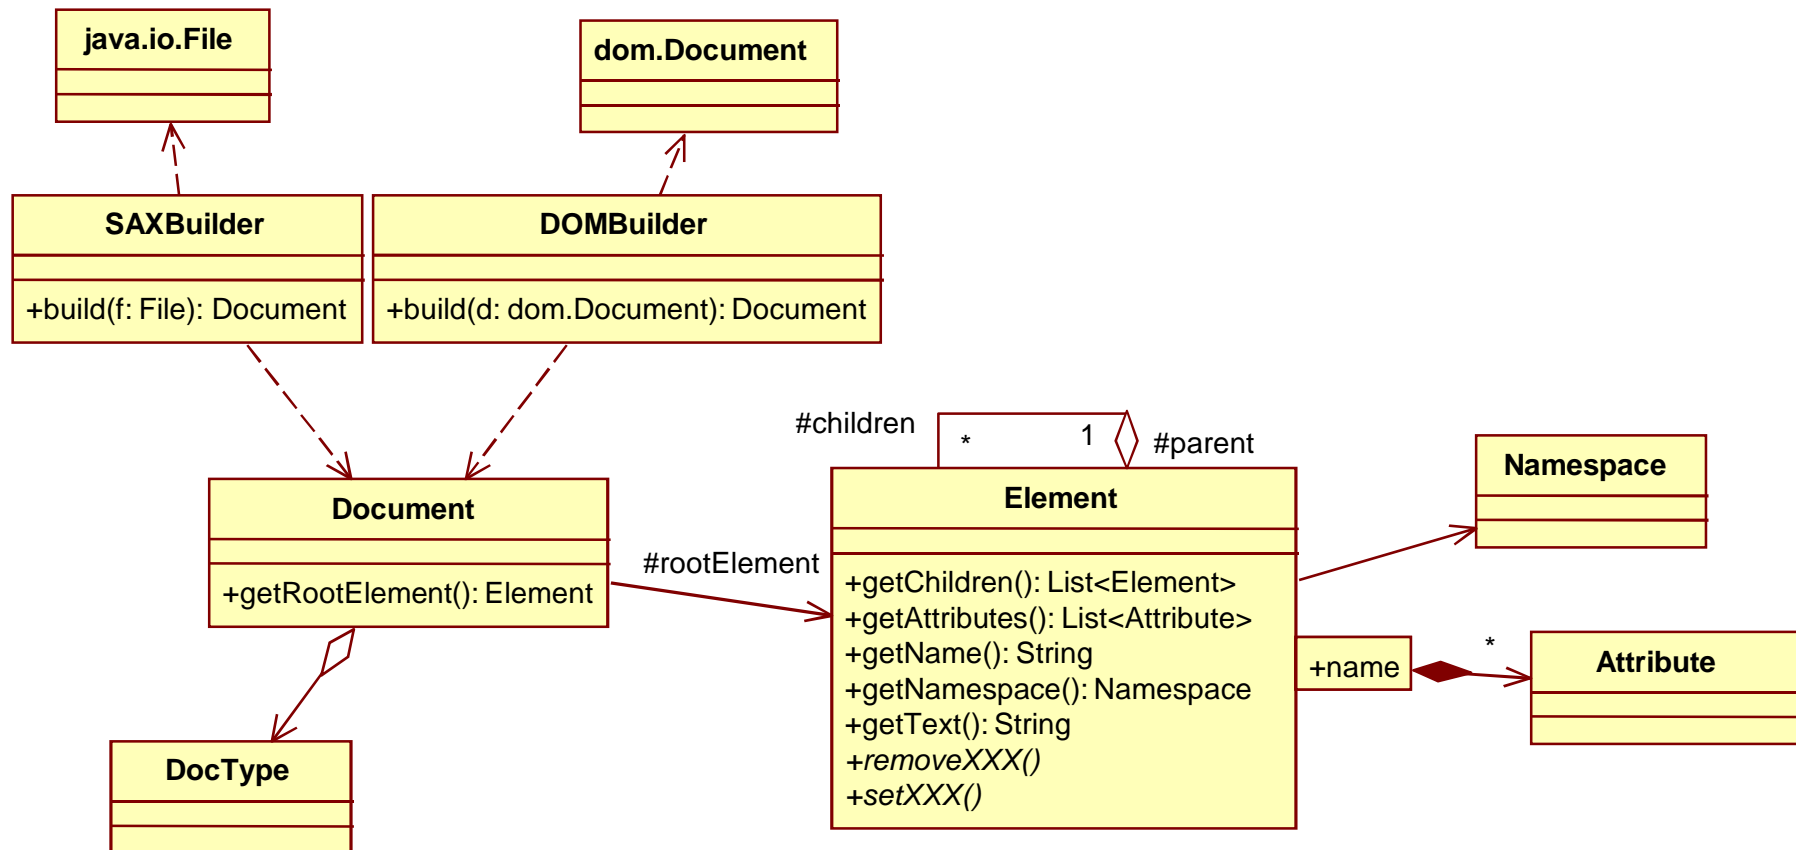 java.io.File
dom.Document
SAXBuilder
+build(f: File): Document
DOMBuilder
+build(d: dom.Document): Document
#children
*
1
#parent
Document
+getRootElement(): Element
#rootElement
Element
+getChildren(): List<Element>
+getAttributes(): List<Attribute>
+getName(): String
+getNamespace(): Namespace
+getText(): String
+removeXXX()
+setXXX()
Namespace
+name
*
Attribute
DocType